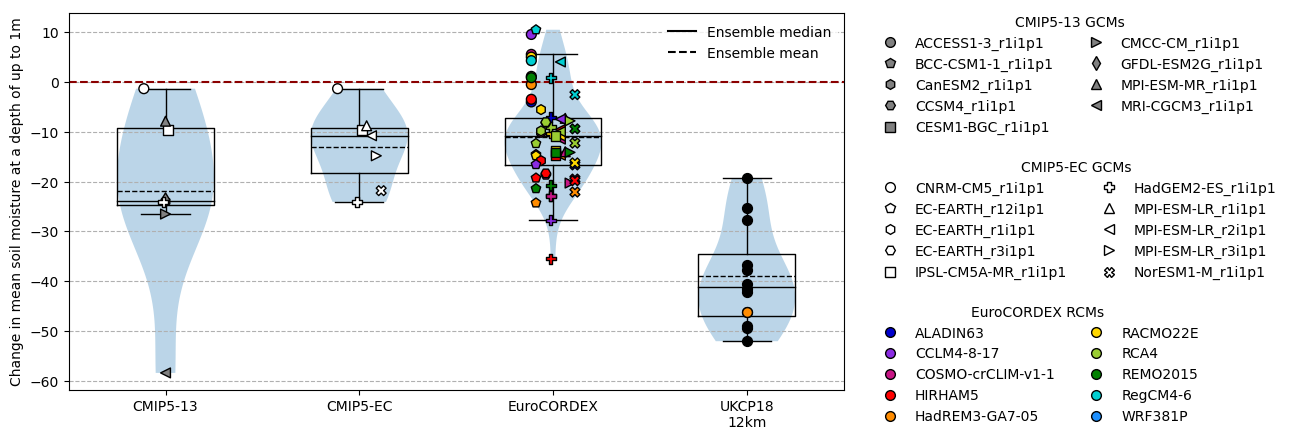 Change in mean soil moisture at a depth of up to 1m
10
0
−10
−20
−30
−40
−50
−60
Ensemble median
Ensemble mean
CMIP5-13
CMIP5-EC
EuroCORDEX
UKCP18
12km
CMIP5-13 GCMs
ACCESS1-3_r1i1p1
BCC-CSM1-1_r1i1p1
CanESM2_r1i1p1
CCSM4_r1i1p1
CESM1-BGC_r1i1p1
CMCC-CM_r1i1p1
GFDL-ESM2G_r1i1p1
MPI-ESM-MR_r1i1p1
MRI-CGCM3_r1i1p1
CMIP5-EC GCMs
CNRM-CM5_r1i1p1
EC-EARTH_r12i1p1
EC-EARTH_r1i1p1
EC-EARTH_r3i1p1
IPSL-CM5A-MR_r1i1p1
HadGEM2-ES_r1i1p1
MPI-ESM-LR_r1i1p1
MPI-ESM-LR_r2i1p1
MPI-ESM-LR_r3i1p1
NorESM1-M_r1i1p1
EuroCORDEX RCMs
ALADIN63
CCLM4-8-17
COSMO-crCLIM-v1-1
HIRHAM5
HadREM3-GA7-05
RACMO22E
RCA4
REMO2015
RegCM4-6
WRF381P